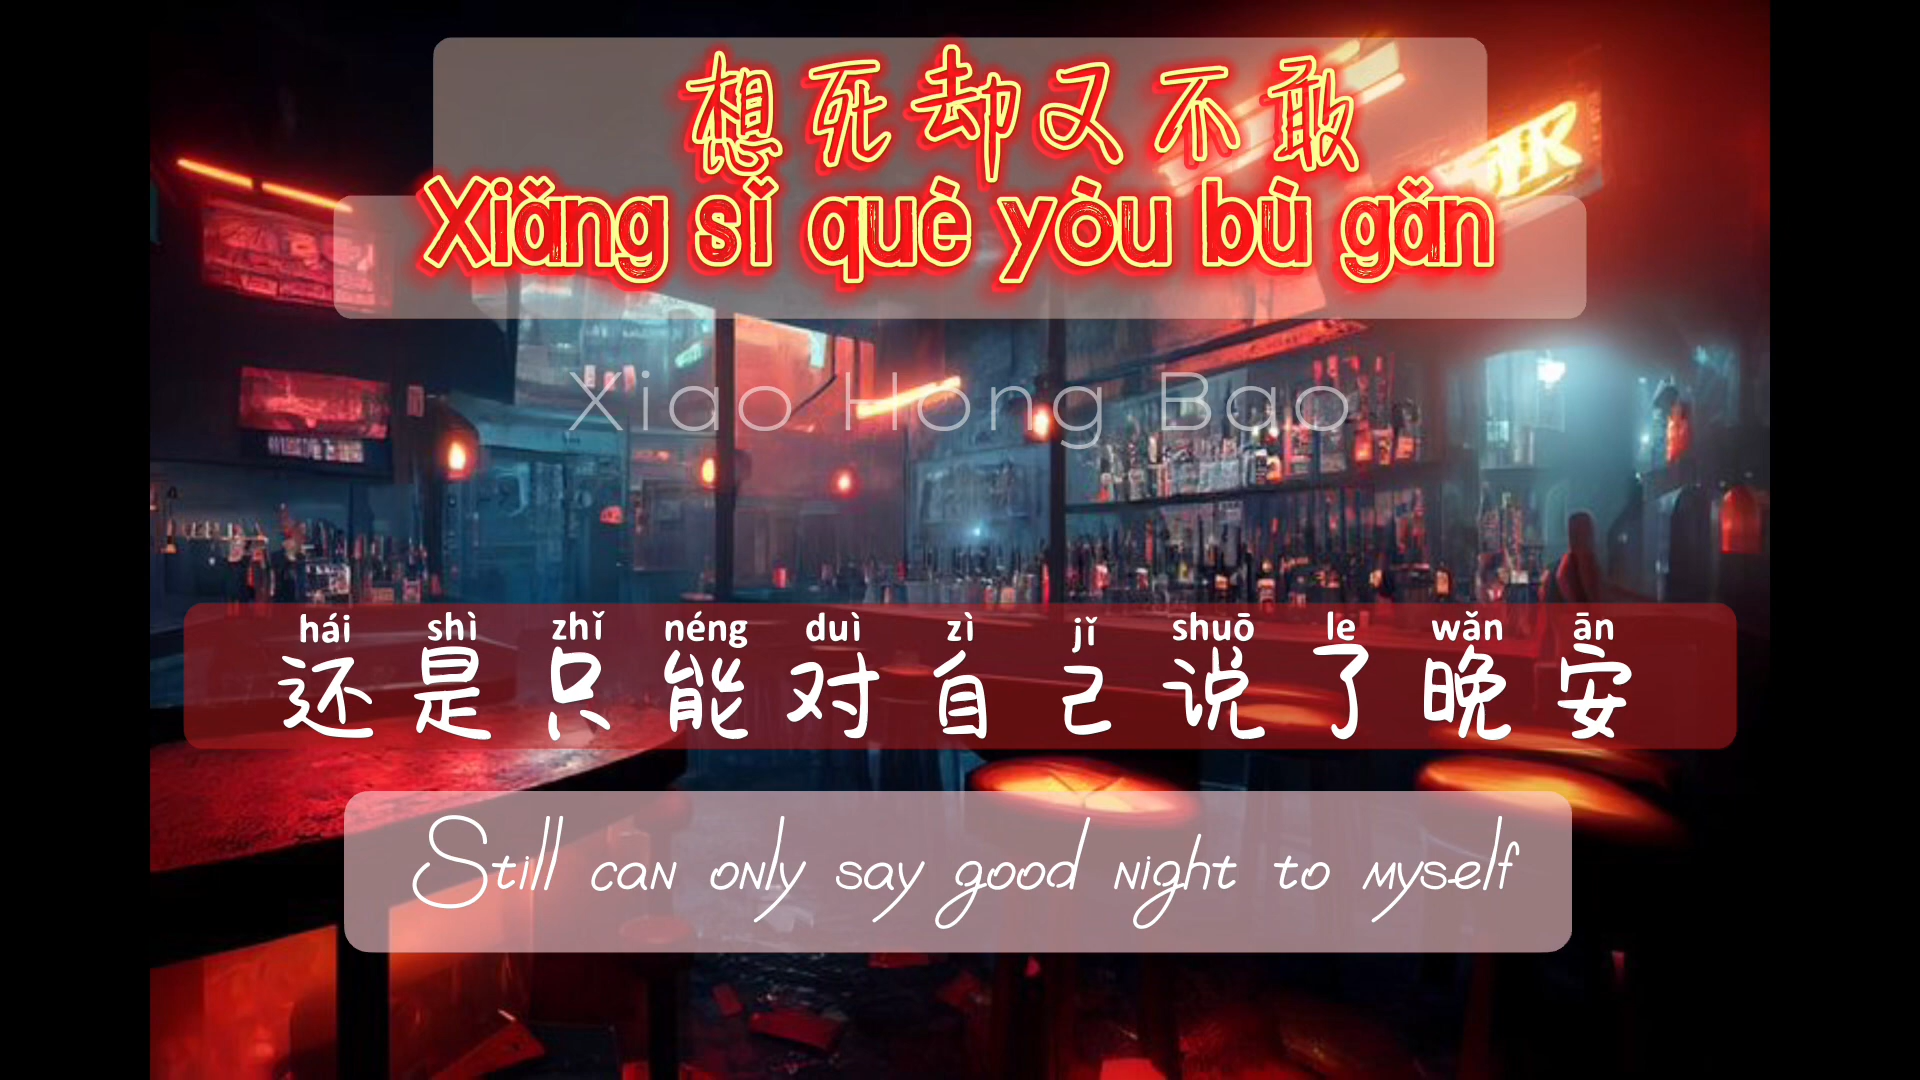 想死却又不敢
Xiǎng sǐ què yòu bù gǎn
Xiao Hong Bao
hái shì zhǐ néng duì zì jǐ shuō le wǎn ān
还是只能对自己说了晚安
Still can only say good night to myself